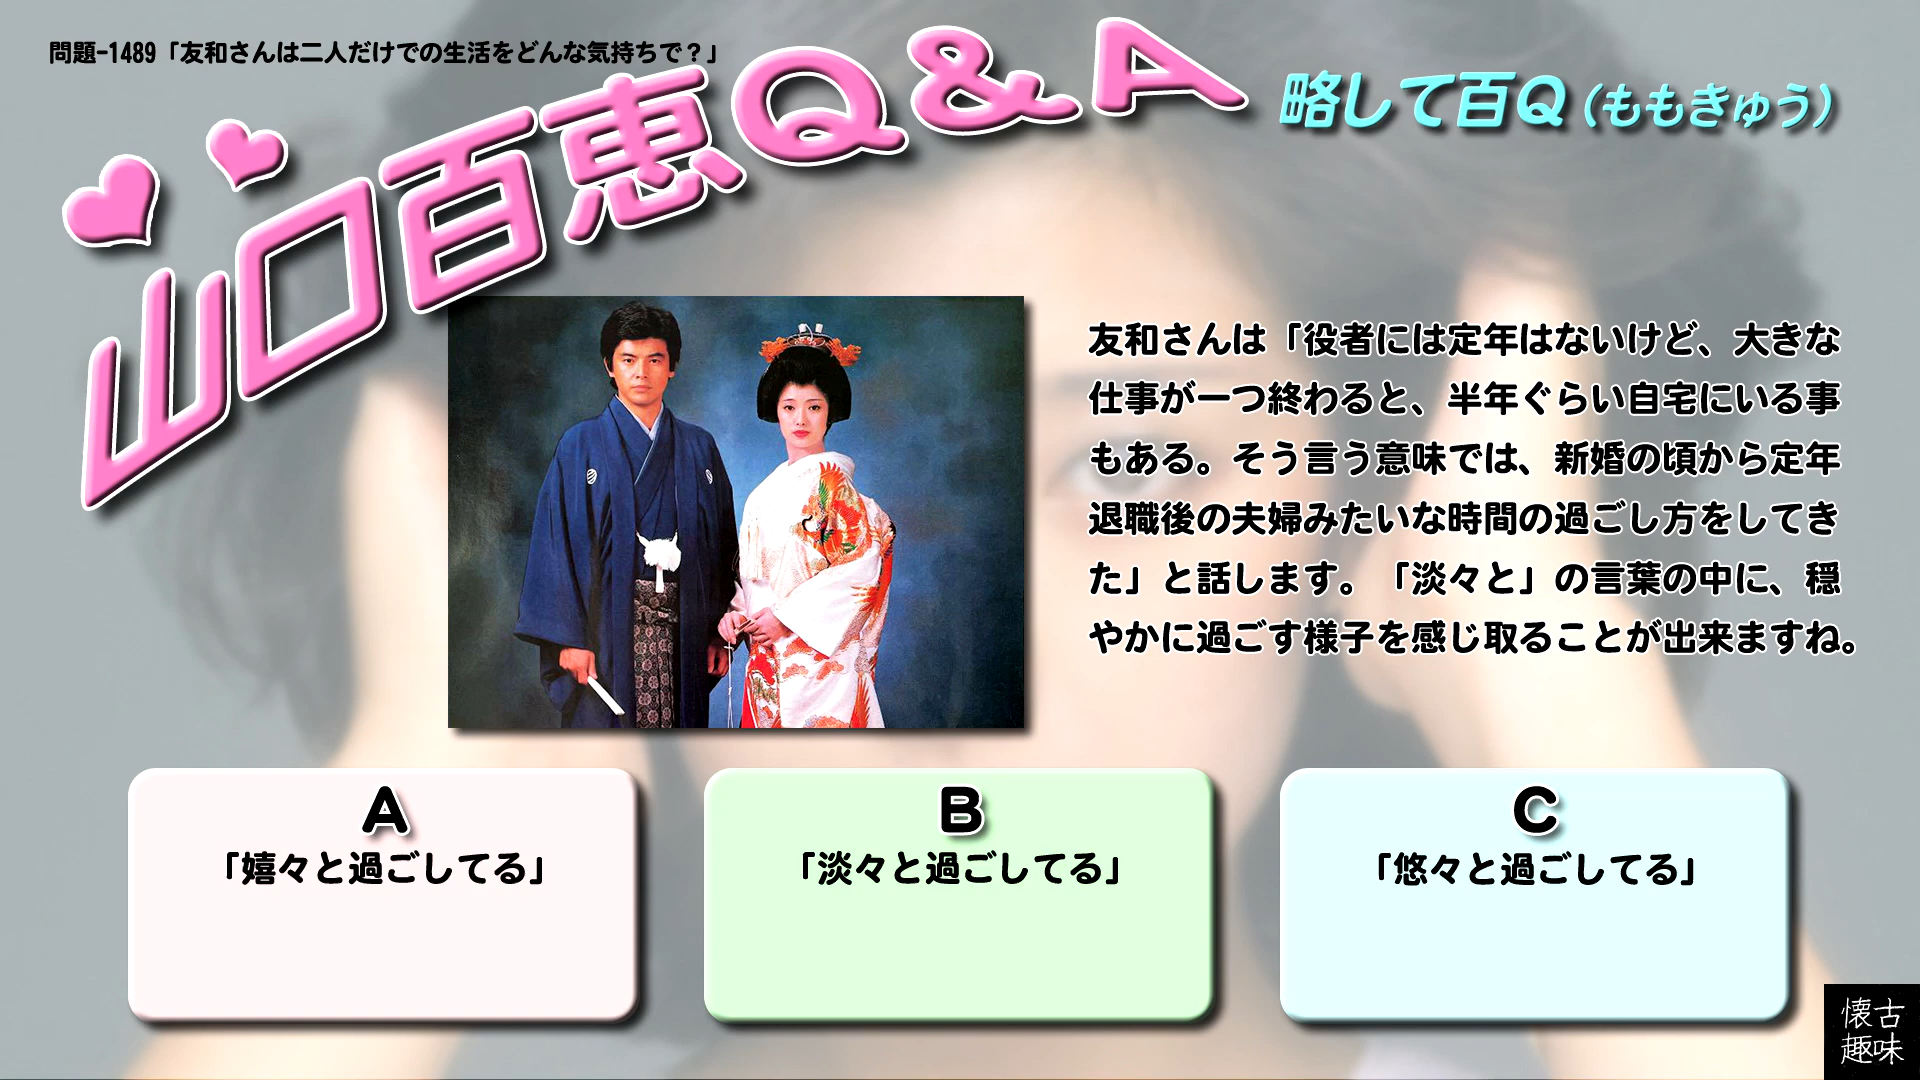 問題-1489「友和さんは二人だけでの生活をどんな気持ちで？」
山口百恵Q&A
略して百Q（ももきゅう）
友和さんは「役者には定年はないけど、大きな
仕事が一つ終わると、半年ぐらい自宅にいる事
もある。そう言う意味では、新婚の頃から定年
退職後の夫婦みたいな時間の過ごし方をしてき
た」と話します。「淡々と」の言葉の中に、穏
やかに過ごす様子を感じ取ることが出来ますね。
A
「嬉々と過ごしてる」
B
「淡々と過ごしてる」
C
「悠々と過ごしてる」
懐古
趣味